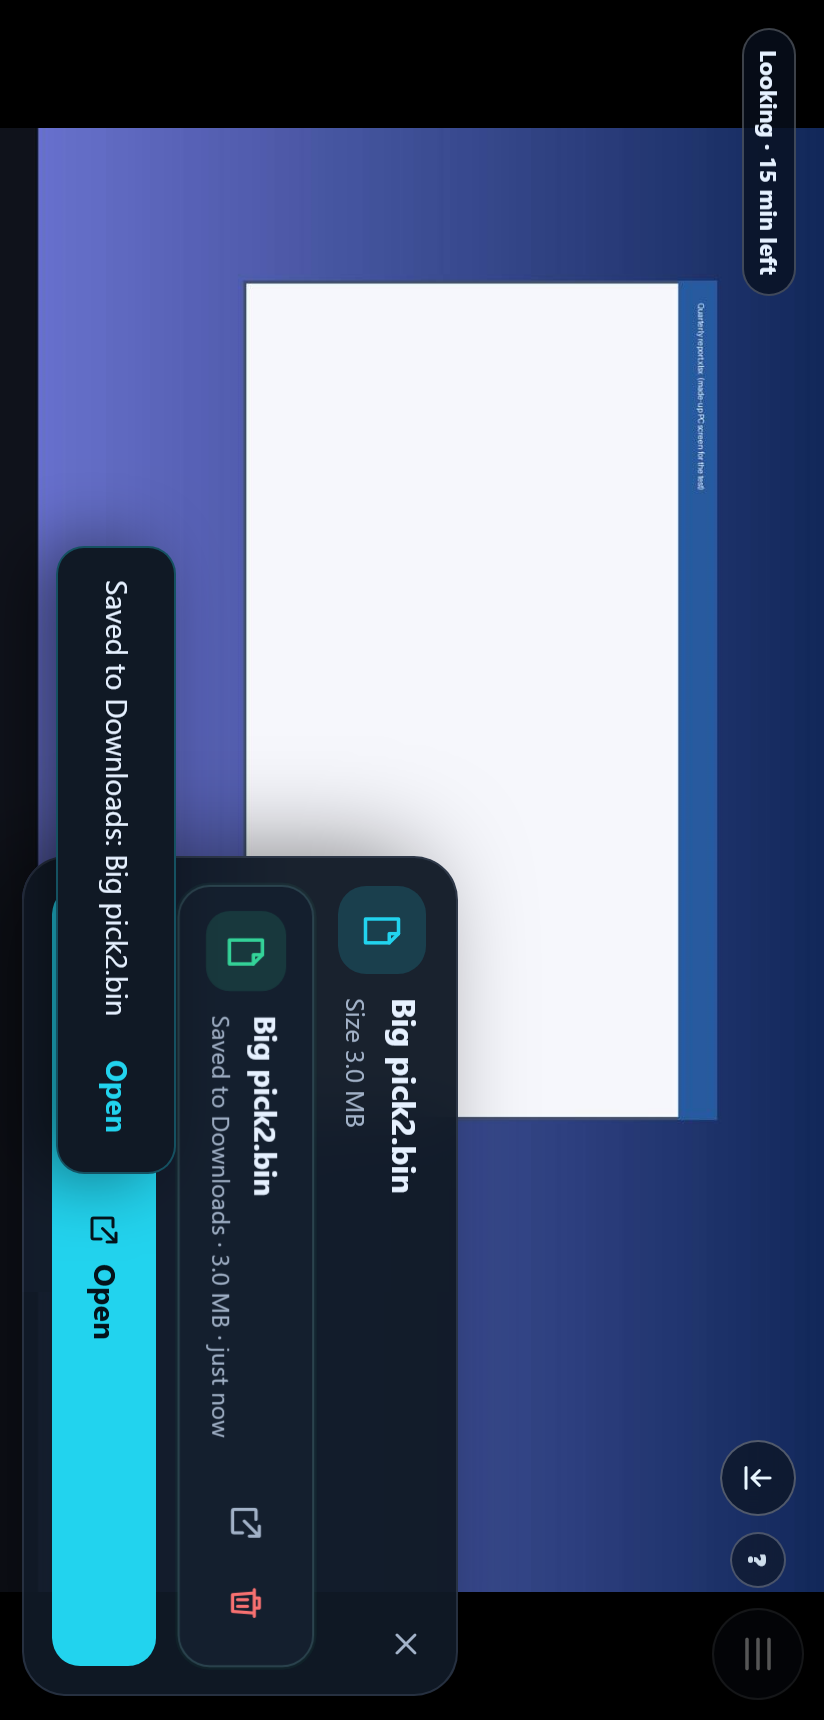 Looking · 15 min left
?
Quarterly report.xlsx (made-up PC screen for the test)
Big pick2.bin
Size 3.0 MB
Big pick2.bin
Saved to Downloads · 3.0 MB · just now
Saved to Downloads: Big pick2.bin Open
Open